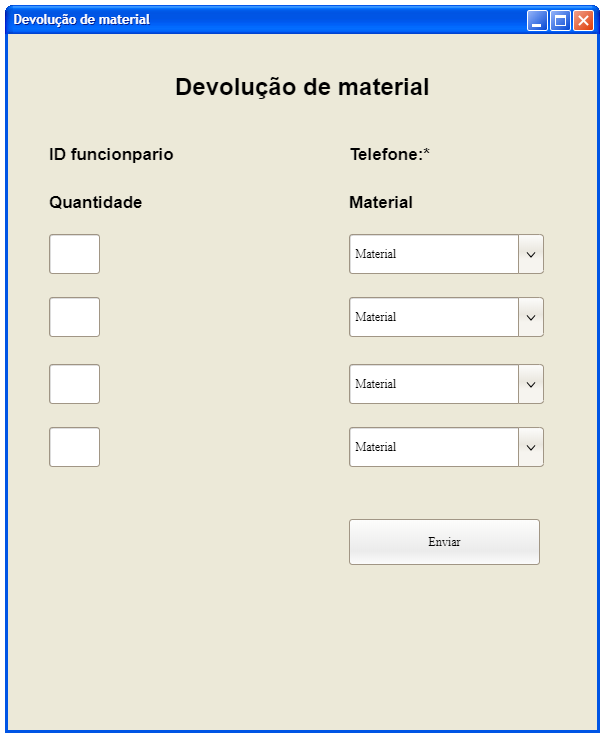 Devolução de material
Devolução de material
ID funcionpario Telefone:*
Quantidade Material
Material
Material
Material
Material
Enviar